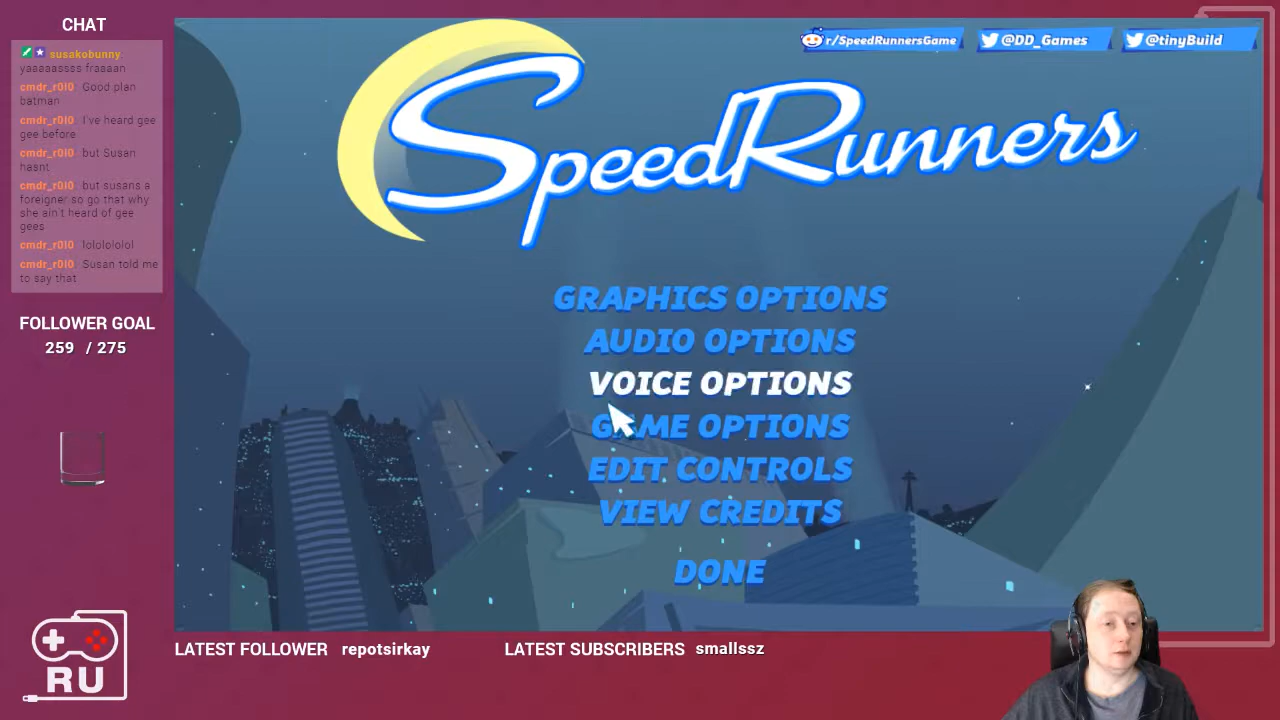 CHAT
susakobunny
yaaaaassss fraaaan
cmdr_r0l0 Good plan
batman
cmdr_r0l0 I've heard gee
gee before
cmdr_r0l0 but Susan
hasnt
cmdr_r0l0 but susans a
foreigner so go that why
she ain't heard of gee
gees
cmdr_r0l0 lolololol
cmdr_r0l0 Susan told me
to say that
FOLLOWER GOAL
259 / 275
RU
r/SpeedRunnersGame
@DD_Games
@tinyBuild
SpeedRunners
GRAPHICS OPTIONS
AUDIO OPTIONS
VOICE OPTIONS
GAME OPTIONS
EDIT CONTROLS
VIEW CREDITS
DONE
LATEST FOLLOWER repotsirkay
LATEST SUBSCRIBERS smallssz